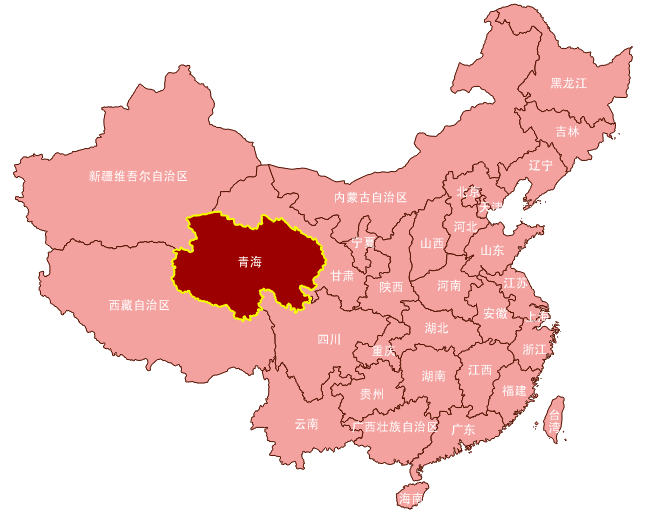 黑龙江
吉林
辽宁
新疆维吾尔自治区
内蒙古自治区
北京
天津
河北
宁夏
山西
山东
青海
甘肃
陕西
河南
江苏
西藏自治区
安徽
上海
湖北
四川
重庆
浙江
湖南
江西
贵州
福建
云南
广西壮族自治区
广东
台
湾
海南